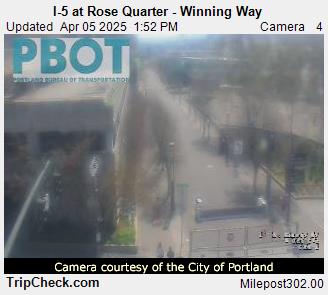 I-5 at Rose Quarter - Winning Way
Updated Apr 05 2025 1:52 PM Camera 4
PBOT
PORTLAND BUREAU OF TRANSPORTATION
Camera courtesy of the City of Portland
TripCheck.com Milepost302.00